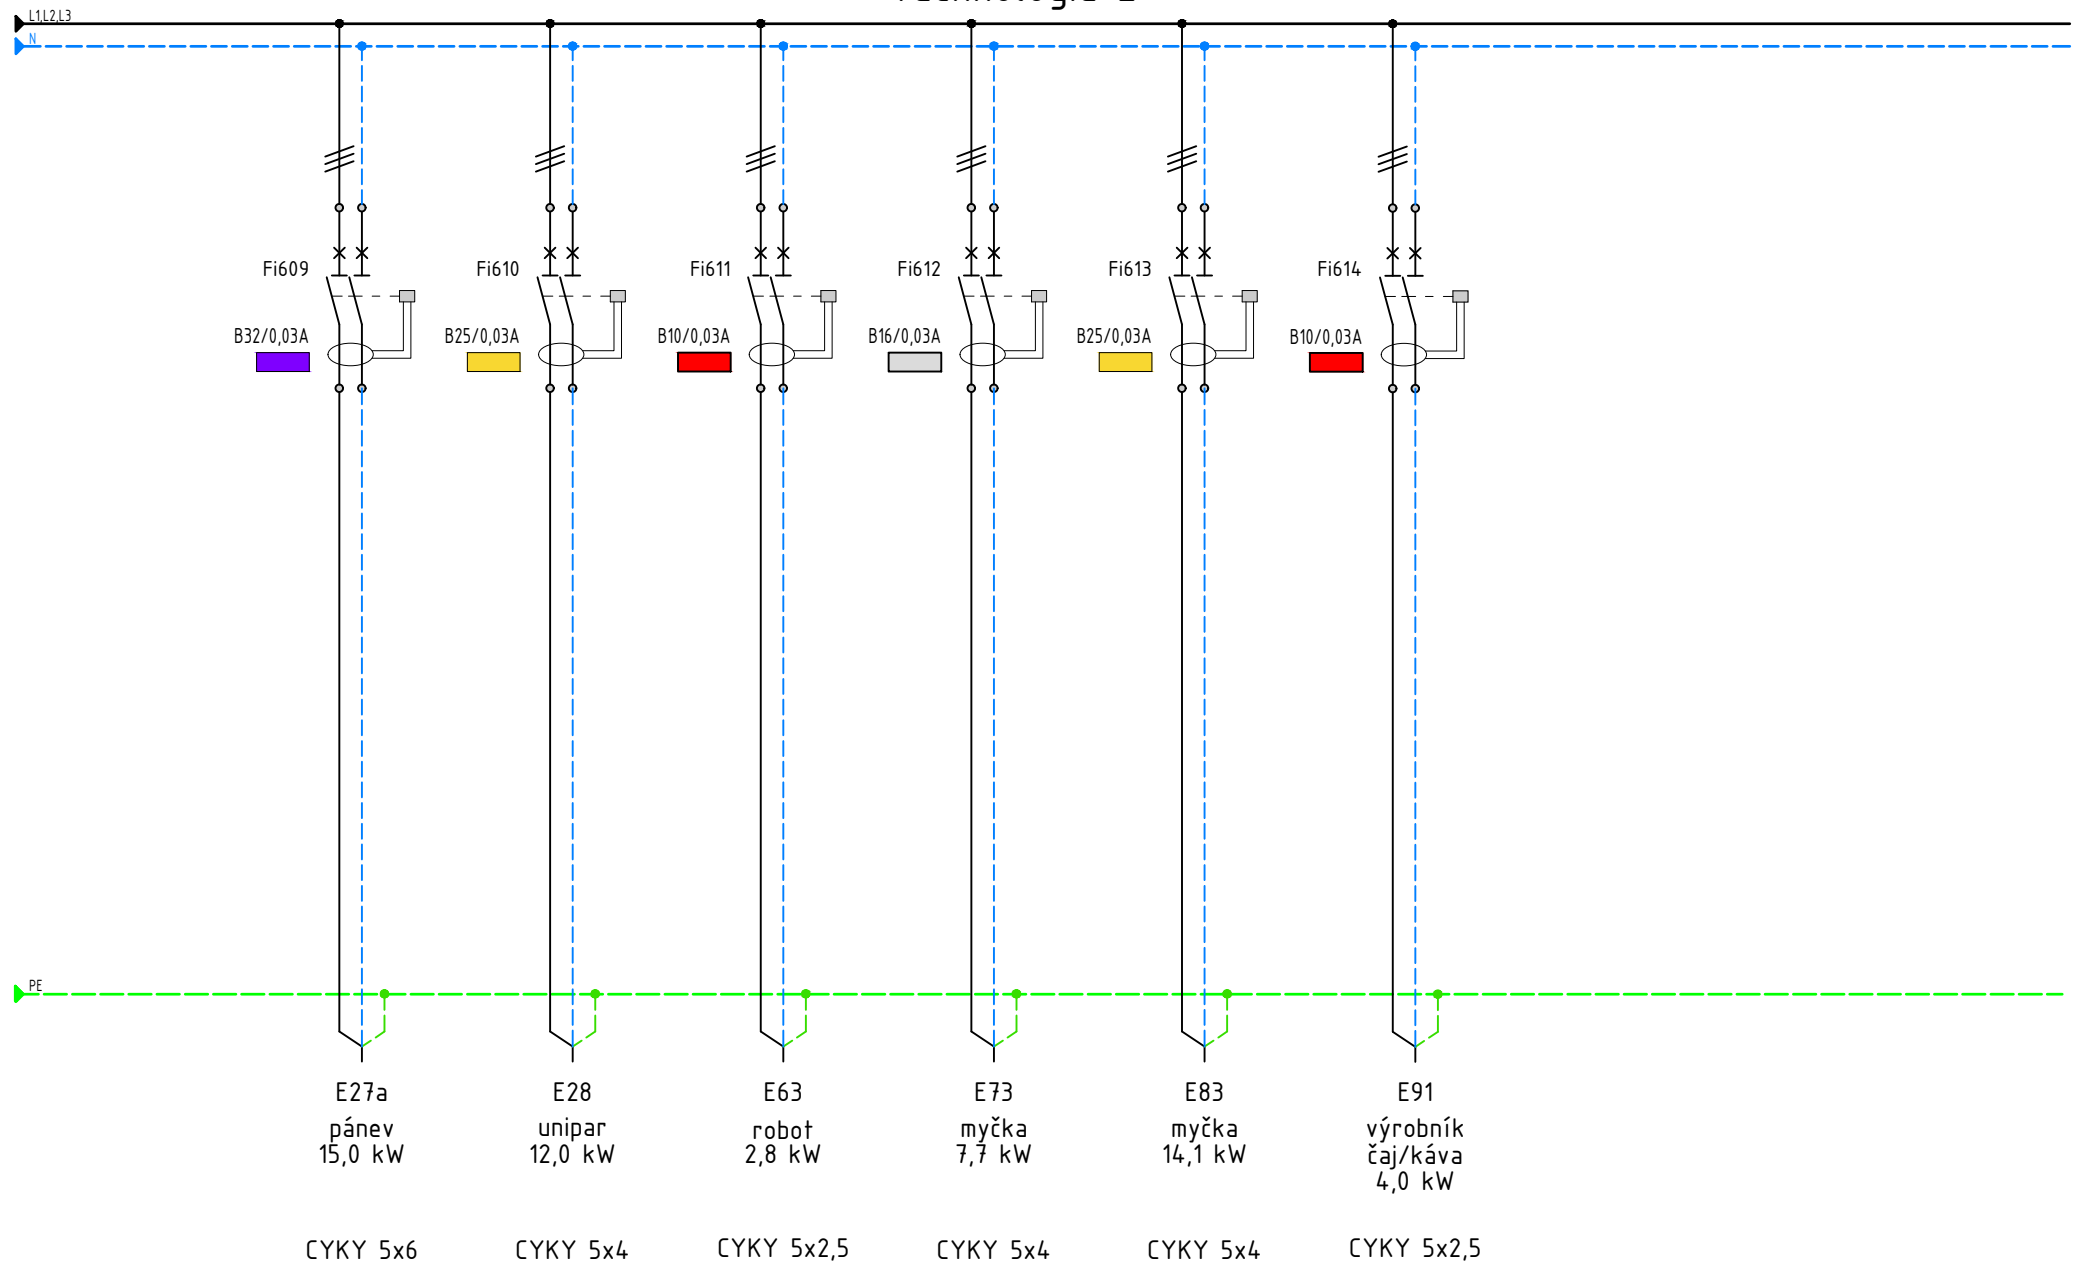 L1,L2,L3
N
Fi609
Fi610
Fi611
Fi612
Fi613
Fi614
B32/0,03A
B25/0,03A
B10/0,03A
B16/0,03A
B25/0,03A
B10/0,03A
PE
E27a
pánev
15,0 kW
CYKY 5x6
E28
unipar
12,0 kW
CYKY 5x4
E63
robot
2,8 kW
CYKY 5x2,5
E73
myčka
7,7 kW
CYKY 5x4
E83
myčka
14,1 kW
CYKY 5x4
E91
výrobník
čaj/káva
4,0 kW
CYKY 5x2,5